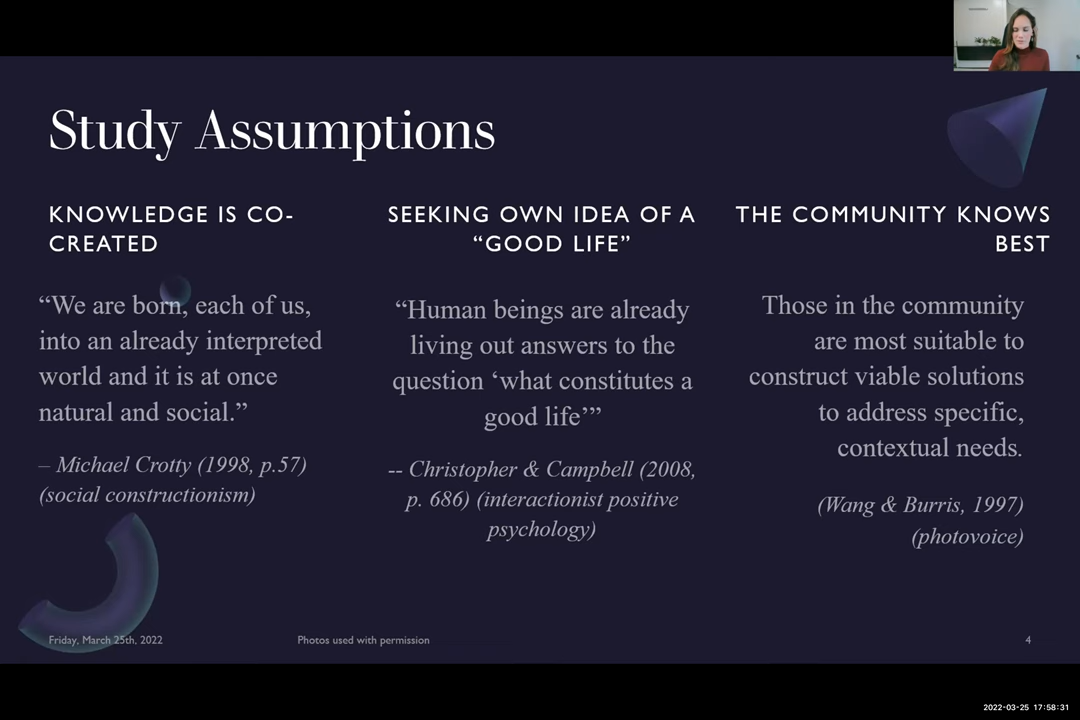 Study Assumptions
KNOWLEDGE IS CO-
CREATED
“We are born, each of us,
into an already interpreted
world and it is at once
natural and social.”
– Michael Crotty (1998, p.57)
(social constructionism)
SEEKING OWN IDEA OF A
“GOOD LIFE”
“Human beings are already
living out answers to the
question ‘what constitutes a
good life’”
-- Christopher & Campbell (2008,
p. 686) (interactionist positive
psychology)
THE COMMUNITY KNOWS
BEST
Those in the community
are most suitable to
construct viable solutions
to address specific,
contextual needs.
(Wang & Burris, 1997)
(photovoice)
Friday, March 25th, 2022
Photos used with permission
4
2022-03-25 17:58:31